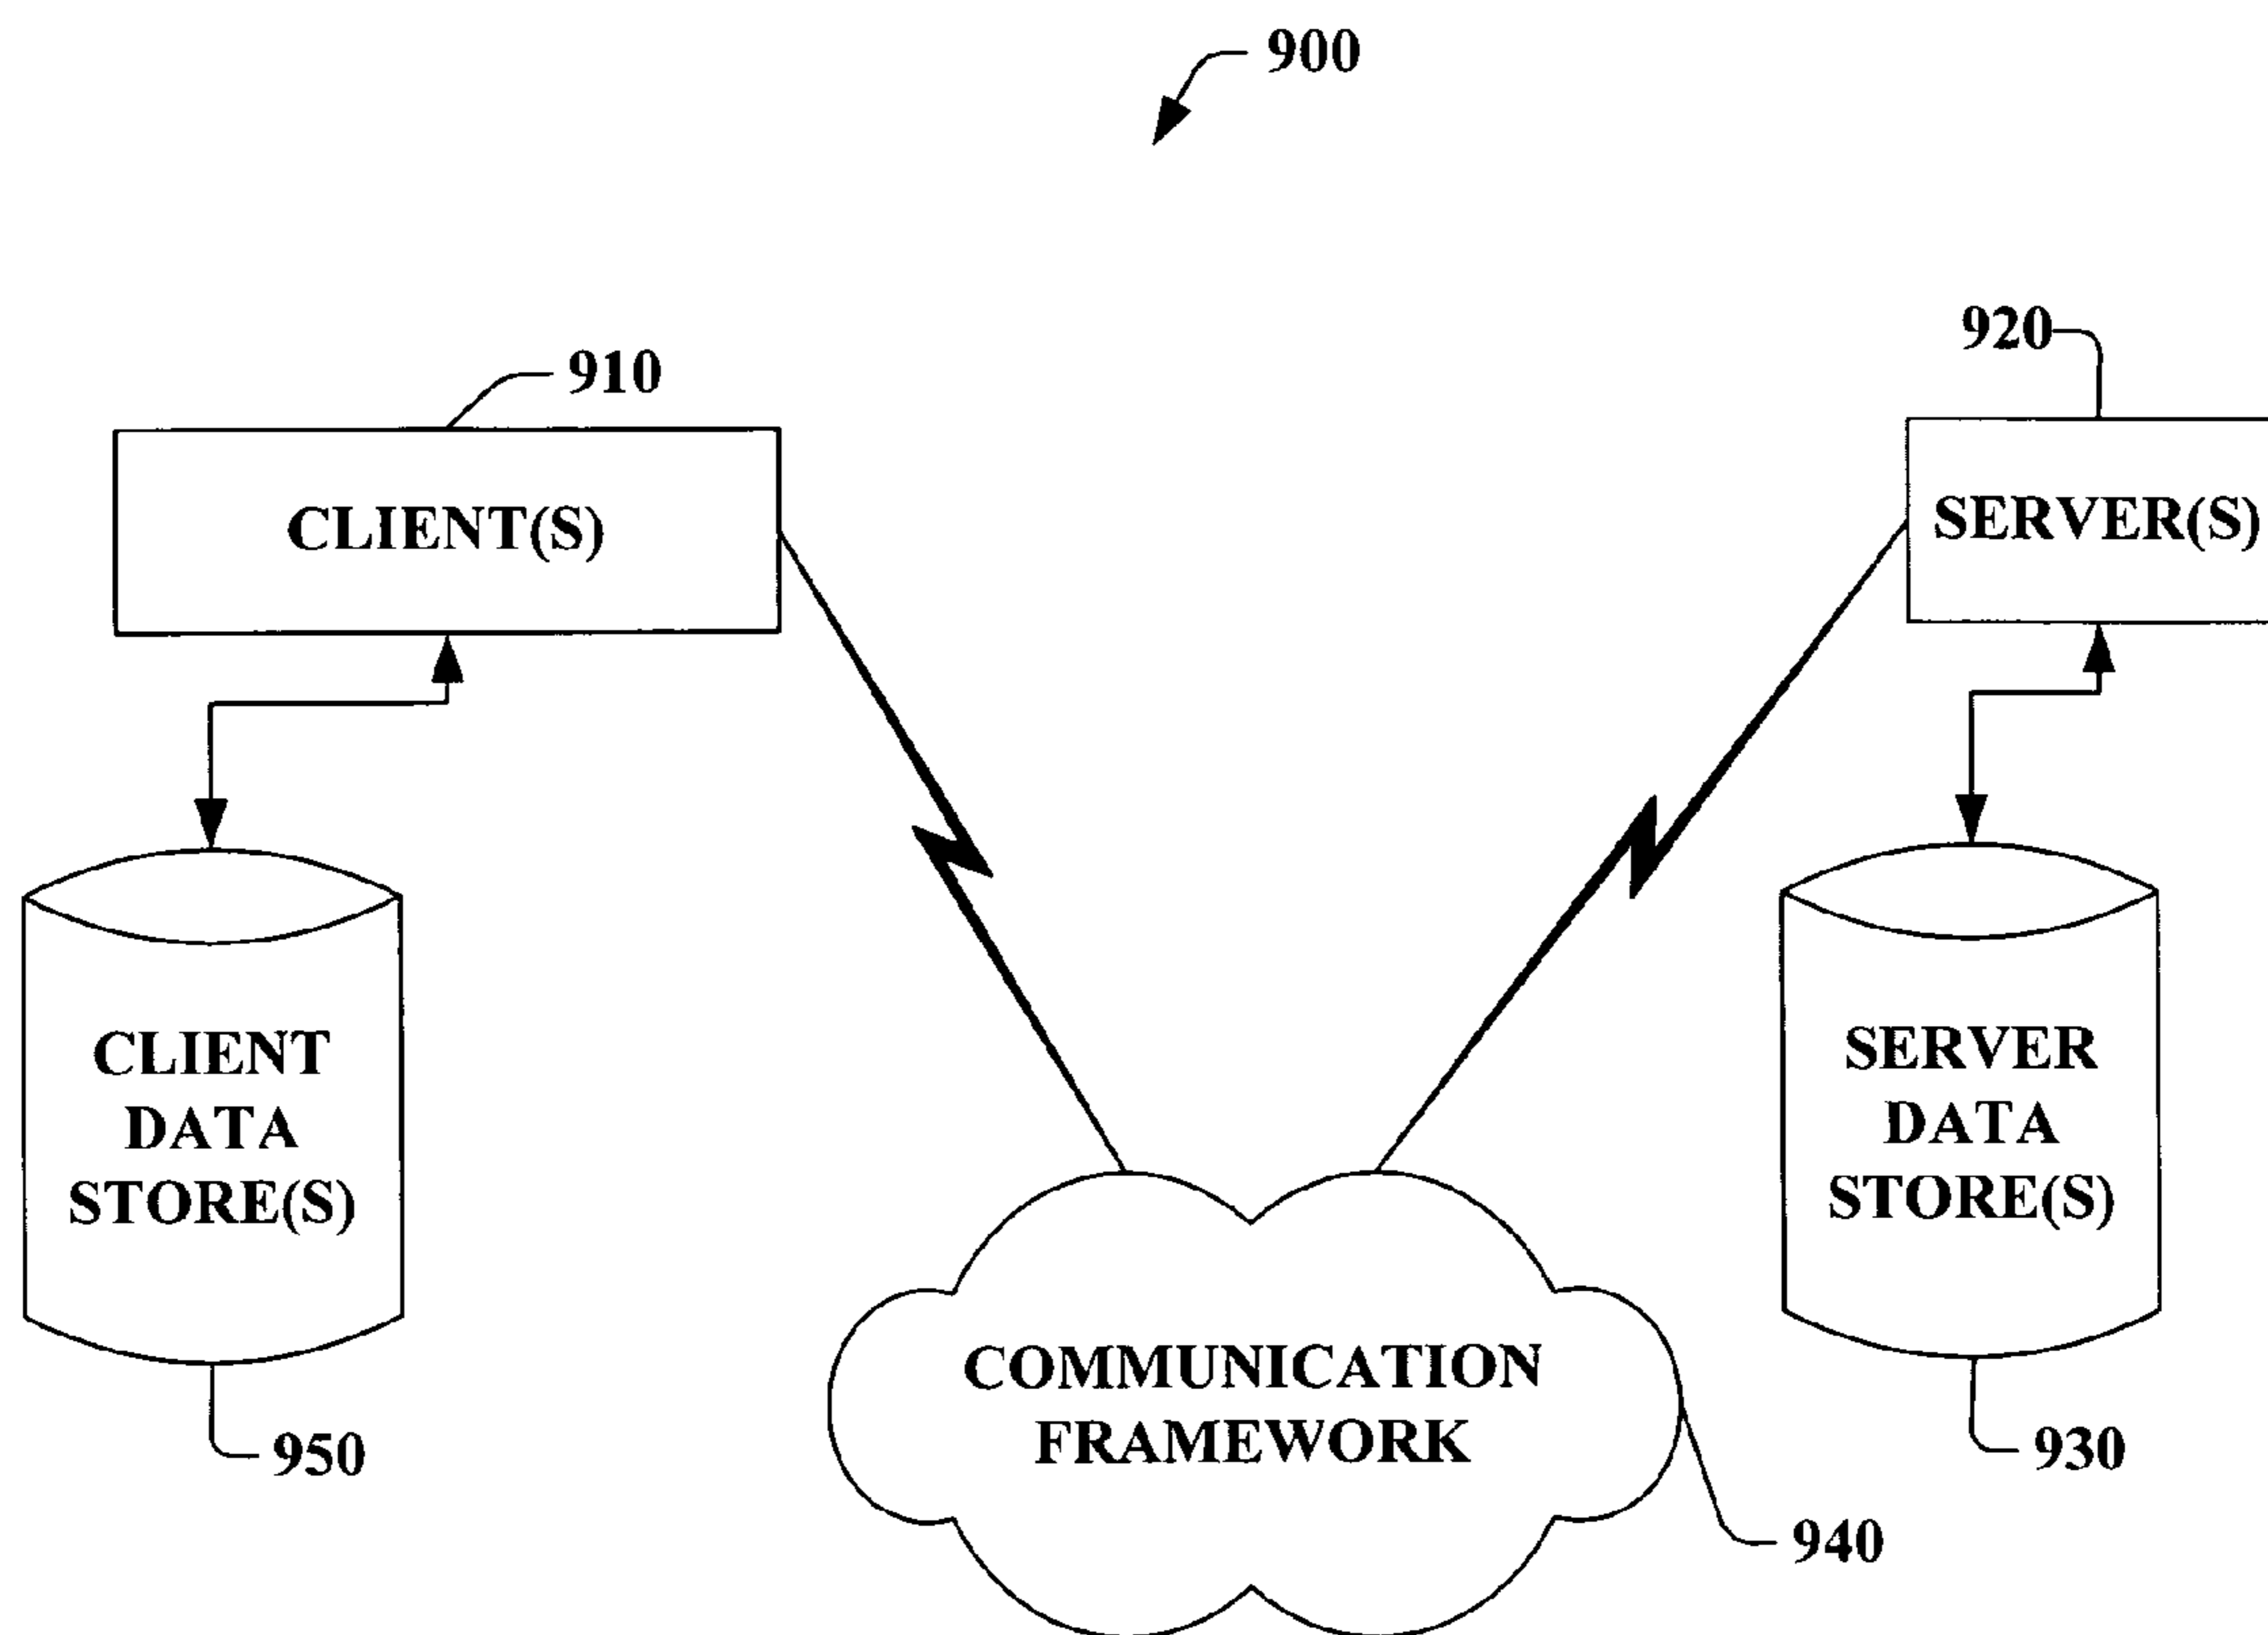 900
910
920
CLIENT(S)
SERVER(S)
CLIENT
DATA
STORE(S)
SERVER
DATA
STORE(S)
COMMUNICATION
FRAMEWORK
950
930
940